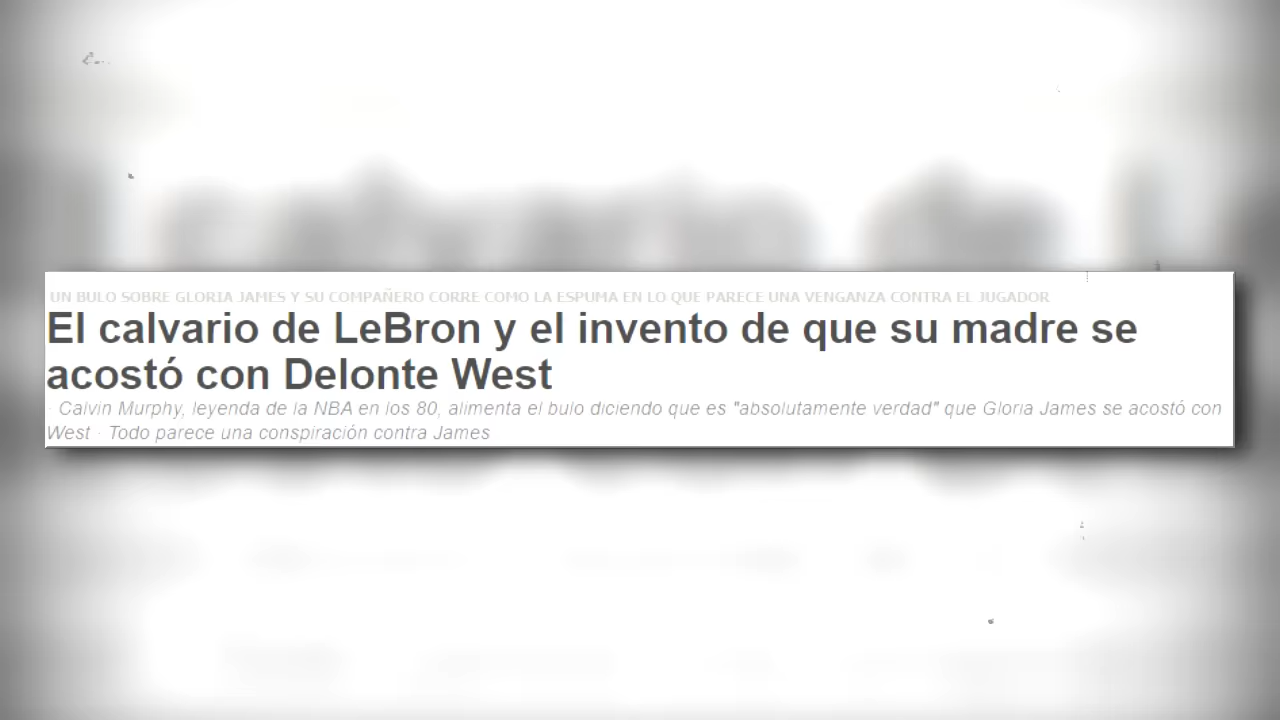 UN BULO SOBRE GLORIA JAMES Y SU COMPAÑERO CORRE COMO LA ESPUMA EN LO QUE PARECE UNA VENGANZA CONTRA EL JUGADOR
El calvario de LeBron y el invento de que su madre se
acostó con Delonte West
· Calvin Murphy, leyenda de la NBA en los 80, alimenta el bulo diciendo que es "absolutamente verdad" que Gloria James se acostó con
West · Todo parece una conspiración contra James